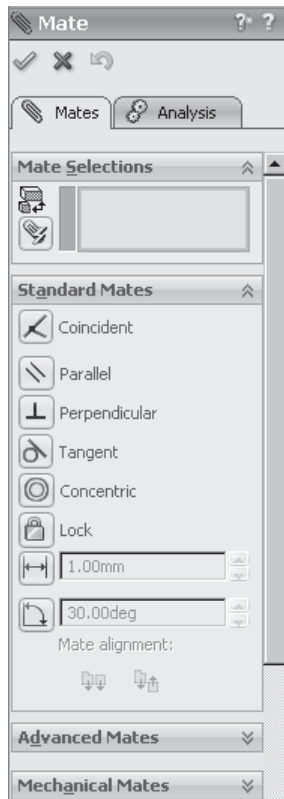 Mate ?* ?
Mates Analysis
Mate Selections
Standard Mates
Coincident
Parallel
Perpendicular
Tangent
Concentric
Lock
1.00mm
30.00deg
Mate alignment:
Advanced Mates
Mechanical Mates